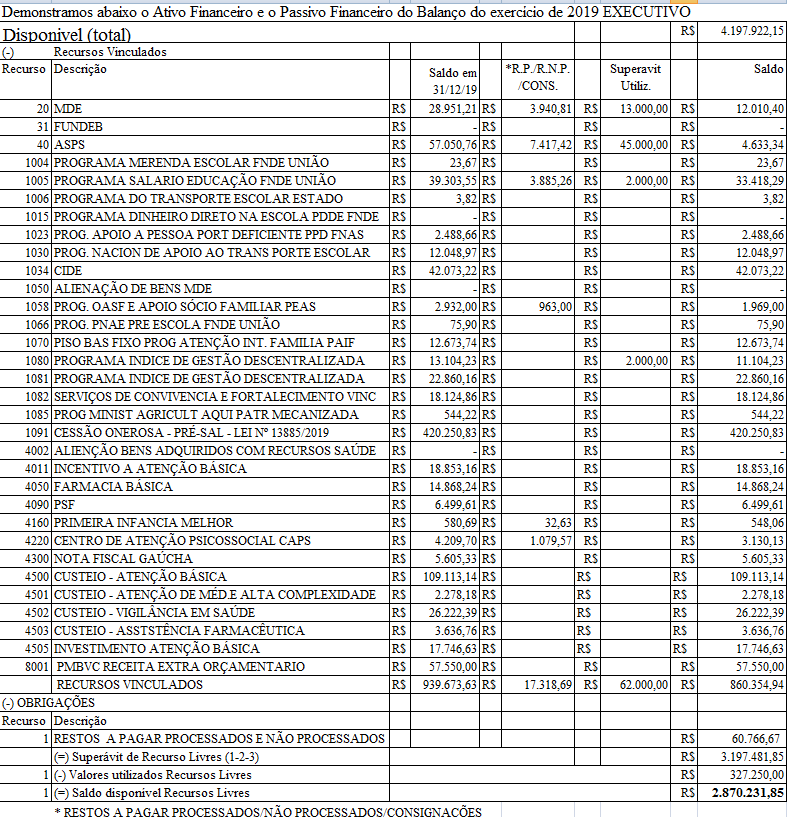 Demonstramos abaixo o Ativo Financeiro e o Passivo Financeiro do Balanço do exercicio de 2019 EXECUTIVO
Disponivel (total) R$ 4.197.922,15
(-) Recursos Vinculados
Recurso Descrição Saldo em 31/12/19 *R.P./R.N.P. /CONS. Superavit Utiliz. Saldo
20 MDE R$ 28.951,21 R$ 3.940,81 R$ 13.000,00 R$ 12.010,40
31 FUNDEB R$ - R$ R$ R$ -
40 ASPS R$ 57.050,76 R$ 7.417,42 R$ 45.000,00 R$ 4.633,34
1004 PROGRAMA MERENDA ESCOLAR FNDE UNIÃO R$ 23,67 R$ R$ R$ 23,67
1005 PROGRAMA SALARIO EDUCAÇÃO FNDE UNIÃO R$ 39.303,55 R$ 3.885,26 R$ 2.000,00 R$ 33.418,29
1006 PROGRAMA DO TRANSPORTE ESCOLAR ESTADO R$ 3,82 R$ R$ R$ 3,82
1015 PROGRAMA DINHEIRO DIRETO NA ESCOLA PDDE FNDE R$ - R$ R$ R$ -
1023 PROG. APOIO A PESSOA PORT DEFICIENTE PPD FNAS R$ 2.488,66 R$ R$ R$ 2.488,66
1030 PROG. NACION DE APOIO AO TRANS PORTE ESCOLAR R$ 12.048,97 R$ R$ R$ 12.048,97
1034 CIDE R$ 42.073,22 R$ R$ R$ 42.073,22
1050 ALIENAÇÃO DE BENS MDE R$ - R$ R$ R$ -
1058 PROG. OASF E APOIO SÓCIO FAMILIAR PEAS R$ 2.932,00 R$ 963,00 R$ R$ 1.969,00
1066 PROG. PNAE PRE ESCOLA FNDE UNIÃO R$ 75,90 R$ R$ R$ 75,90
1070 PISO BAS FIXO PROG ATENÇÃO INT. FAMILIA PAIF R$ 12.673,74 R$ R$ R$ 12.673,74
1080 PROGRAMA INDICE DE GESTÃO DESCENTRALIZADA R$ 13.104,23 R$ R$ 2.000,00 R$ 11.104,23
1081 PROGRAMA INDICE DE GESTÃO DESCENTRALIZADA R$ 22.860,16 R$ R$ R$ 22.860,16
1082 SERVIÇOS DE CONVIVENCIA E FORTALECIMENTO VINC R$ 18.124,86 R$ R$ R$ 18.124,86
1085 PROG MINIST AGRICULT AQUI PATR MECANIZADA R$ 544,22 R$ R$ R$ 544,22
1091 CESSÃO ONEROSA - PRÉ-SAL - LEI Nº 13885/2019 R$ 420.250,83 R$ R$ R$ 420.250,83
4002 ALIENÇÃO BENS ADQUIRIDOS COM RECURSOS SAÚDE R$ - R$ R$ R$ -
4011 INCENTIVO A ATENÇÃO BÁSICA R$ 18.853,16 R$ R$ R$ 18.853,16
4050 FARMACIA BÁSICA R$ 14.868,24 R$ R$ R$ 14.868,24
4090 PSF R$ 6.499,61 R$ R$ R$ 6.499,61
4160 PRIMEIRA INFANCIA MELHOR R$ 580,69 R$ 32,63 R$ R$ 548,06
4220 CENTRO DE ATENÇÃO PSICOSSOCIAL CAPS R$ 4.209,70 R$ 1.079,57 R$ R$ 3.130,13
4300 NOTA FISCAL GAÚCHA R$ 5.605,33 R$ R$ R$ 5.605,33
4500 CUSTEIO - ATENÇÃO BÁSICA R$ 109.113,14 R$ R$ R$ 109.113,14
4501 CUSTEIO - ATENÇÃO DE MÉD.E ALTA COMPLEXIDADE R$ 2.278,18 R$ R$ R$ 2.278,18
4502 CUSTEIO - VIGILÂNCIA EM SAÚDE R$ 26.222,39 R$ R$ R$ 26.222,39
4503 CUSTEIO - ASSTSTÊNCIA FARMACÊUTICA R$ 3.636,76 R$ R$ R$ 3.636,76
4505 INVESTIMENTO ATENÇÃO BÁSICA R$ 17.746,63 R$ R$ R$ 17.746,63
8001 PMBVC RECEITA EXTRA ORÇAMENTARIO R$ 57.550,00 R$ R$ R$ 57.550,00
RECURSOS VINCULADOS R$ 939.673,63 R$ 17.318,69 R$ 62.000,00 R$ 860.354,94
(-) OBRIGAÇÕES
Recurso Descrição
1 RESTOS A PAGAR PROCESSADOS E NÃO PROCESSADOS R$ 60.766,67
(=) Superávit de Recurso Livres (1-2-3) R$ 3.197.481,85
1 (-) Valores utilizados Recursos Livres R$ 327.250,00
1 (=) Saldo disponivel Recursos Livres R$ 2.870.231,85
* RESTOS A PAGAR PROCESSADOS/NÃO PROCESSADOS/CONSIGNAÇÕES